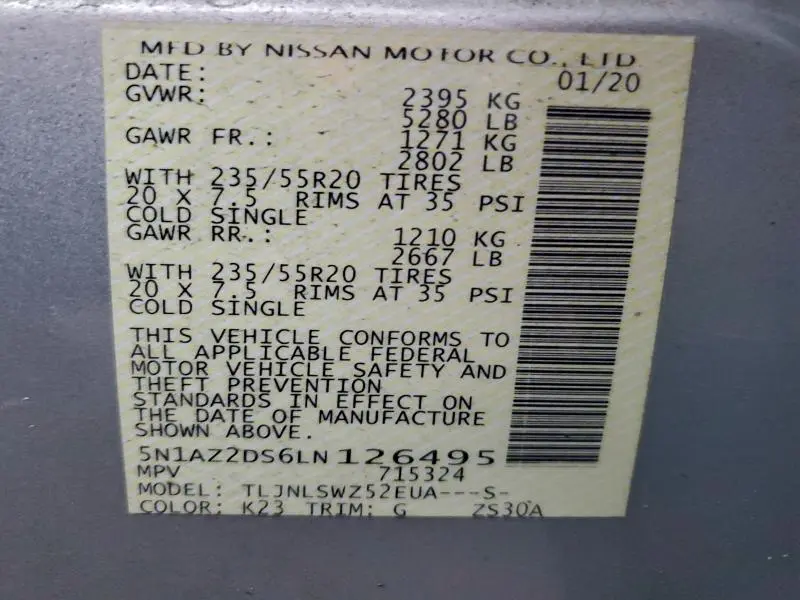 MFD BY NISSAN MOTOR CO., LTD
DATE: 01/20
GVWR: 2395 KG
5280 LB
GAWR FR.: 1271 KG
2802 LB
WITH 235/55R20 TIRES
20 X 7.5 RIMS AT 35 PSI
COLD SINGLE
GAWR RR.: 1210 KG
2667 LB
WITH 235/55R20 TIRES
20 X 7.5 RIMS AT 35 PSI
COLD SINGLE
THIS VEHICLE CONFORMS TO
ALL APPLICABLE FEDERAL
MOTOR VEHICLE SAFETY AND
THEFT PREVENTION
STANDARDS IN EFFECT ON
THE DATE OF MANUFACTURE
SHOWN ABOVE.
5N1AZ2DS6LN126495
MPV 715324
MODEL: TLJNLSWZ52EUA---S-
COLOR: K23 TRIM: G ZS30A